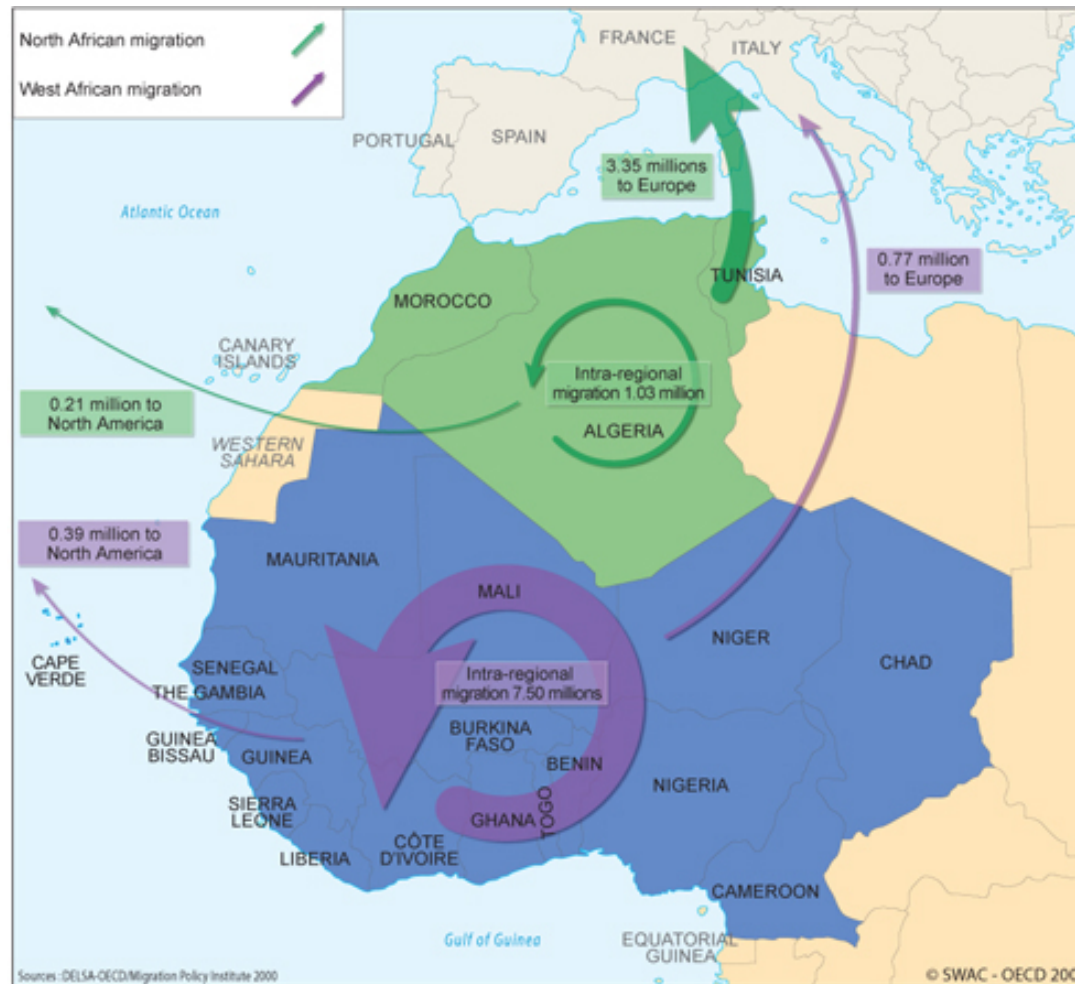 North African migration
West African migration
FRANCE
ITALY
PORTUGAL
SPAIN
3.35 millions
to Europe
Atlantic Ocean
0.77 million
to Europe
TUNISIA
MOROCCO
CANARY
ISLANDS
Intra-regional
migration 1.03 million
0.21 million to
North America
ALGERIA
WESTERN
SAHARA
0.39 million to
North America
MAURITANIA
MALI
NIGER
CHAD
CAPE
VERDE
SENEGAL
THE GAMBIA
Intra-regional
migration 7.50 millions
GUINEA
BISSAU
GUINEA
BURKINA
FASO
BENIN
NIGERIA
SIERRA
LEONE
GHANA
TOGO
LIBERIA
CÔTE
D'IVOIRE
CAMEROON
Gulf of Guinea
EQUATORIAL
GUINEA
Sources : DELSA-OECD/Migration Policy Institute 2000
© SWAC - OECD 200